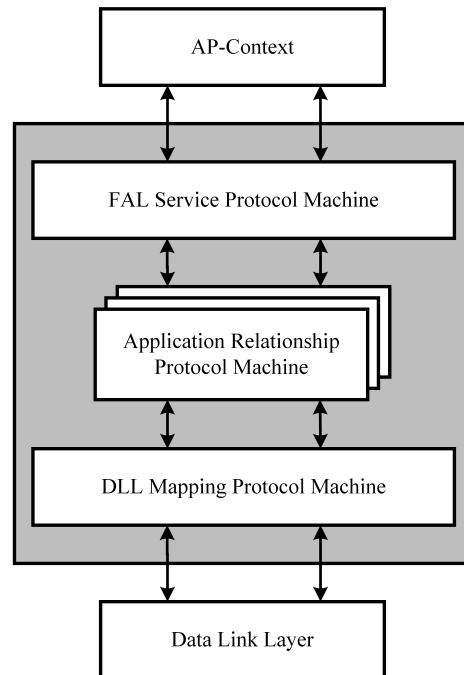 AP-Context
FAL Service Protocol Machine
Application Relationship
Protocol Machine
DLL Mapping Protocol Machine
Data Link Layer